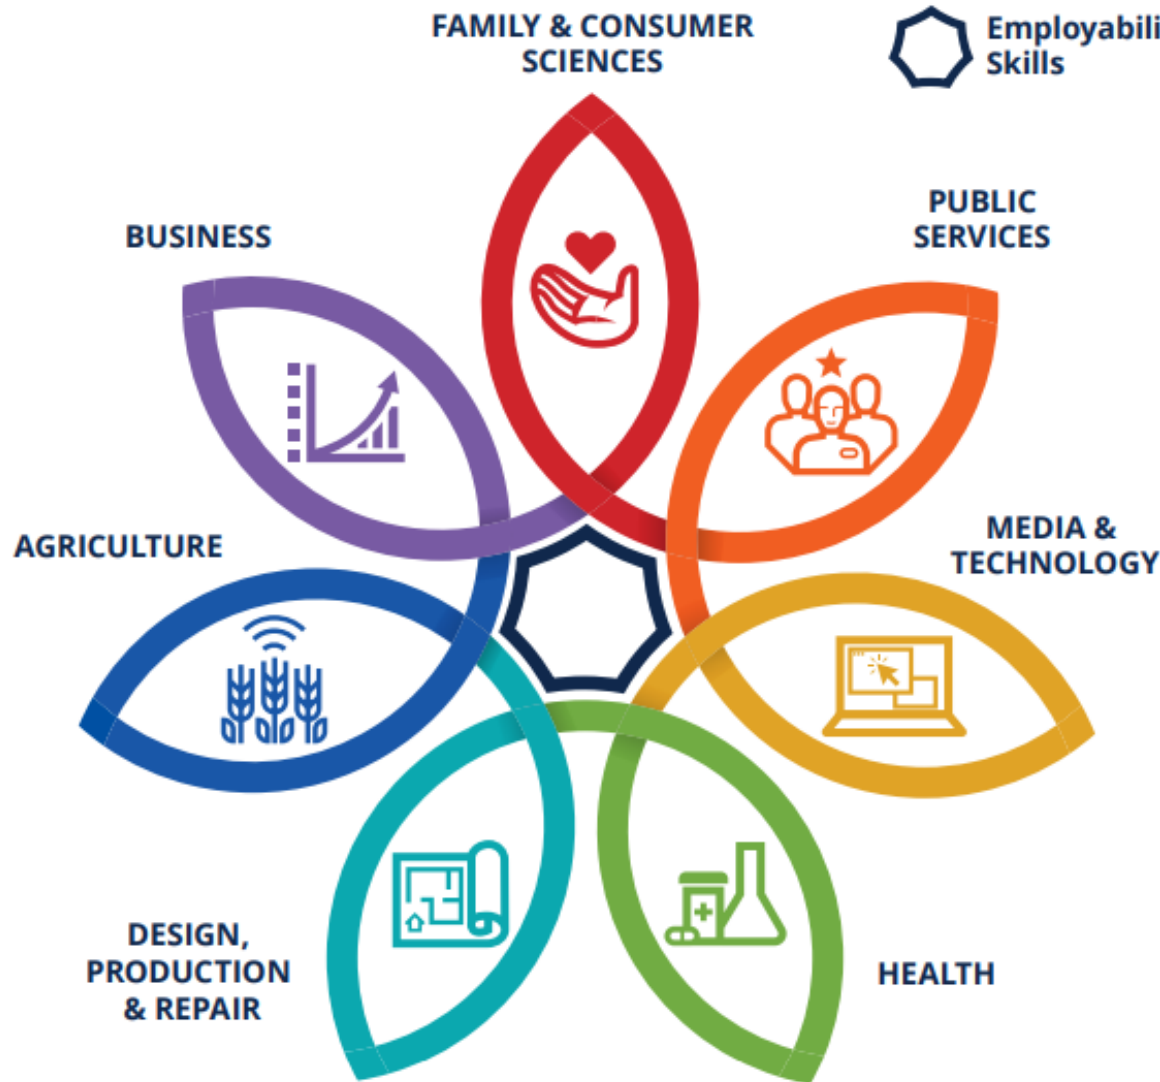 FAMILY & CONSUMER
SCIENCES
Employabili
Skills
PUBLIC
SERVICES
BUSINESS
MEDIA &
TECHNOLOGY
AGRICULTURE
DESIGN,
PRODUCTION
& REPAIR
HEALTH